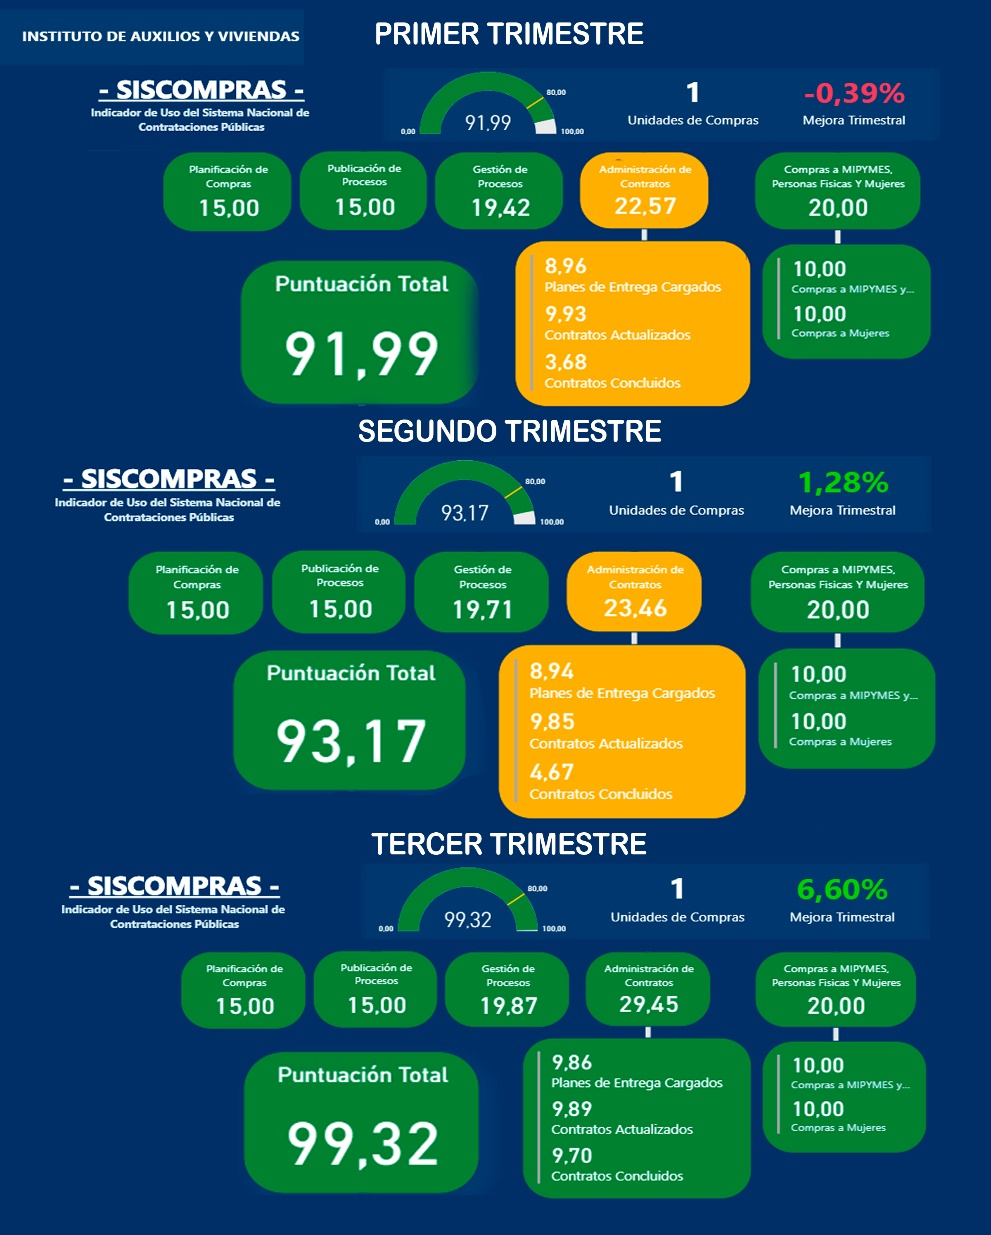 INSTITUTO DE AUXILIOS Y VIVIENDAS
PRIMER TRIMESTRE
- SISCOMPRAS -
Indicador de Uso del Sistema Nacional de
Contrataciones Públicas
0,00
91,99
80,00
100,00
1
Unidades de Compras
-0,39%
Mejora Trimestral
Planificación de
Compras
15,00
Publicación de
Procesos
15,00
Gestión de
Procesos
19,42
Administración de
Contratos
22,57
Compras a MIPYMES,
Personas Fisicas Y Mujeres
20,00
Puntuación Total
91,99
8,96
Planes de Entrega Cargados
9,93
Contratos Actualizados
3,68
Contratos Concluidos
10,00
Compras a MIPYMES y...
10,00
Compras a Mujeres
SEGUNDO TRIMESTRE
- SISCOMPRAS -
Indicador de Uso del Sistema Nacional de
Contrataciones Públicas
0,00
93,17
80,00
100,00
1
Unidades de Compras
1,28%
Mejora Trimestral
Planificación de
Compras
15,00
Publicación de
Procesos
15,00
Gestión de
Procesos
19,71
Administración de
Contratos
23,46
Compras a MIPYMES,
Personas Fisicas Y Mujeres
20,00
Puntuación Total
93,17
8,94
Planes de Entrega Cargados
9,85
Contratos Actualizados
4,67
Contratos Concluidos
10,00
Compras a MIPYMES y...
10,00
Compras a Mujeres
TERCER TRIMESTRE
- SISCOMPRAS -
Indicador de Uso del Sistema Nacional de
Contrataciones Públicas
0,00
99,32
80,00
100,00
1
Unidades de Compras
6,60%
Mejora Trimestral
Planificación de
Compras
15,00
Publicación de
Procesos
15,00
Gestión de
Procesos
19,87
Administración de
Contratos
29,45
Compras a MIPYMES,
Personas Fisicas Y Mujeres
20,00
Puntuación Total
99,32
9,86
Planes de Entrega Cargados
9,89
Contratos Actualizados
9,70
Contratos Concluidos
10,00
Compras a MIPYMES y...
10,00
Compras a Mujeres